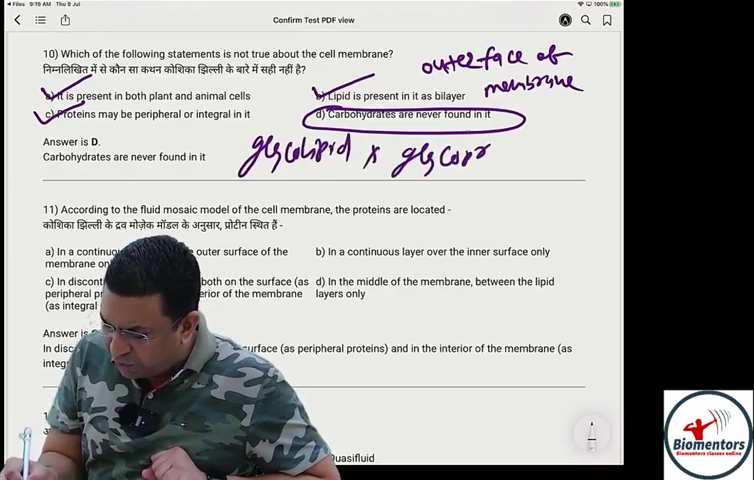 Files 9:19 AM Thu 9 Jul
100%
Confirm Test PDF view
10) Which of the following statements is not true about the cell membrane?
निम्नलिखित में से कौन सा कथन कोशिका झिल्ली के बारे में सही नहीं है?
outer face of
membrane
a) It is present in both plant and animal cells
b) Lipid is present in it as bilayer
c) Proteins may be peripheral or integral in it
d) Carbohydrates are never found in it
Answer is D.
Carbohydrates are never found in it
11) According to the fluid mosaic model of the cell membrane, the proteins are located -
कोशिका झिल्ली के द्रव मोज़ेक मॉडल के अनुसार, प्रोटीन स्थित हैं -
a) In a continuou outer surface of the
membrane on
b) In a continuous layer over the inner surface only
c) In discont both on the surface (as
peripheral p erior of the membrane
(as integral
d) In the middle of the membrane, between the lipid
layers only
Answer is
In disc surface (as peripheral proteins) and in the interior of the membrane (as
integ
Quasifluid
Biomentors
Biomentors classes online